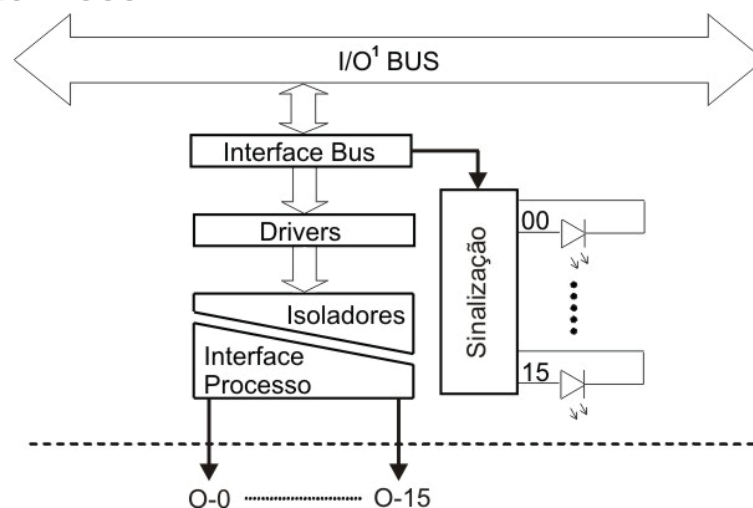 I/O¹ BUS
Interface Bus
Drivers
Isoladores
Interface
Processo
Sinalização
00
15
O-0 O-15